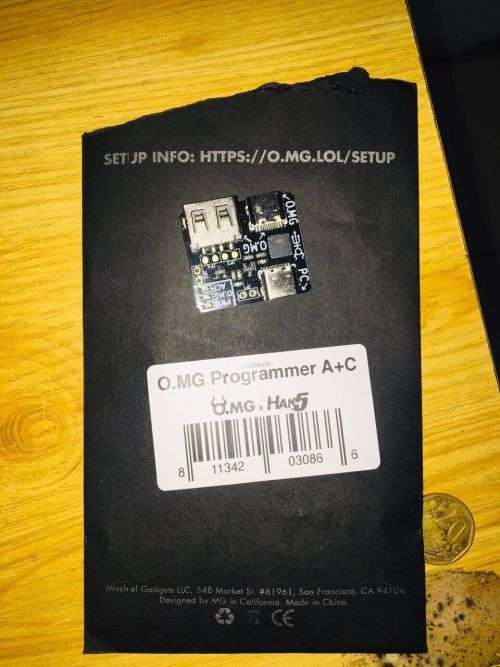 SETUP INFO: HTTPS://O.MG.LOL/SETUP
O.MG
O.MG
PC
O.MG Programmer A+C
O.MG x HAK5
8 11342 03086 6
Mischief Gadgets LLC, 548 Market St. #61961, San Francisco, CA 94104
Designed by MG in California. Made in China.
CE